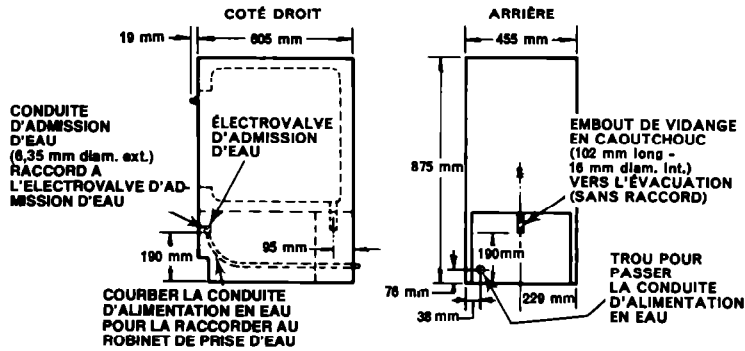 COTÉ DROIT
19 mm
605 mm
CONDUITE
D'ADMISSION
D'EAU
(6,35 mm diam. ext.)
RACCORD A
L'ELECTROVALVE D'AD-
MISSION D'EAU
ÉLECTROVALVE
D'ADMISSION
D'EAU
95 mm
190 mm
COURBER LA CONDUITE
D'ALIMENTATION EN EAU
POUR LA RACCORDER AU
ROBINET DE PRISE D'EAU
ARRIÈRE
455 mm
875 mm
EMBOUT DE VIDANGE
EN CAOUTCHOUC
(102 mm long -
16 mm diam. int.)
VERS L'ÉVACUATION
(SANS RACCORD)
190mm
76 mm
38 mm
229 mm
TROU POUR
PASSER
LA CONDUITE
D'ALIMENTATION
EN EAU